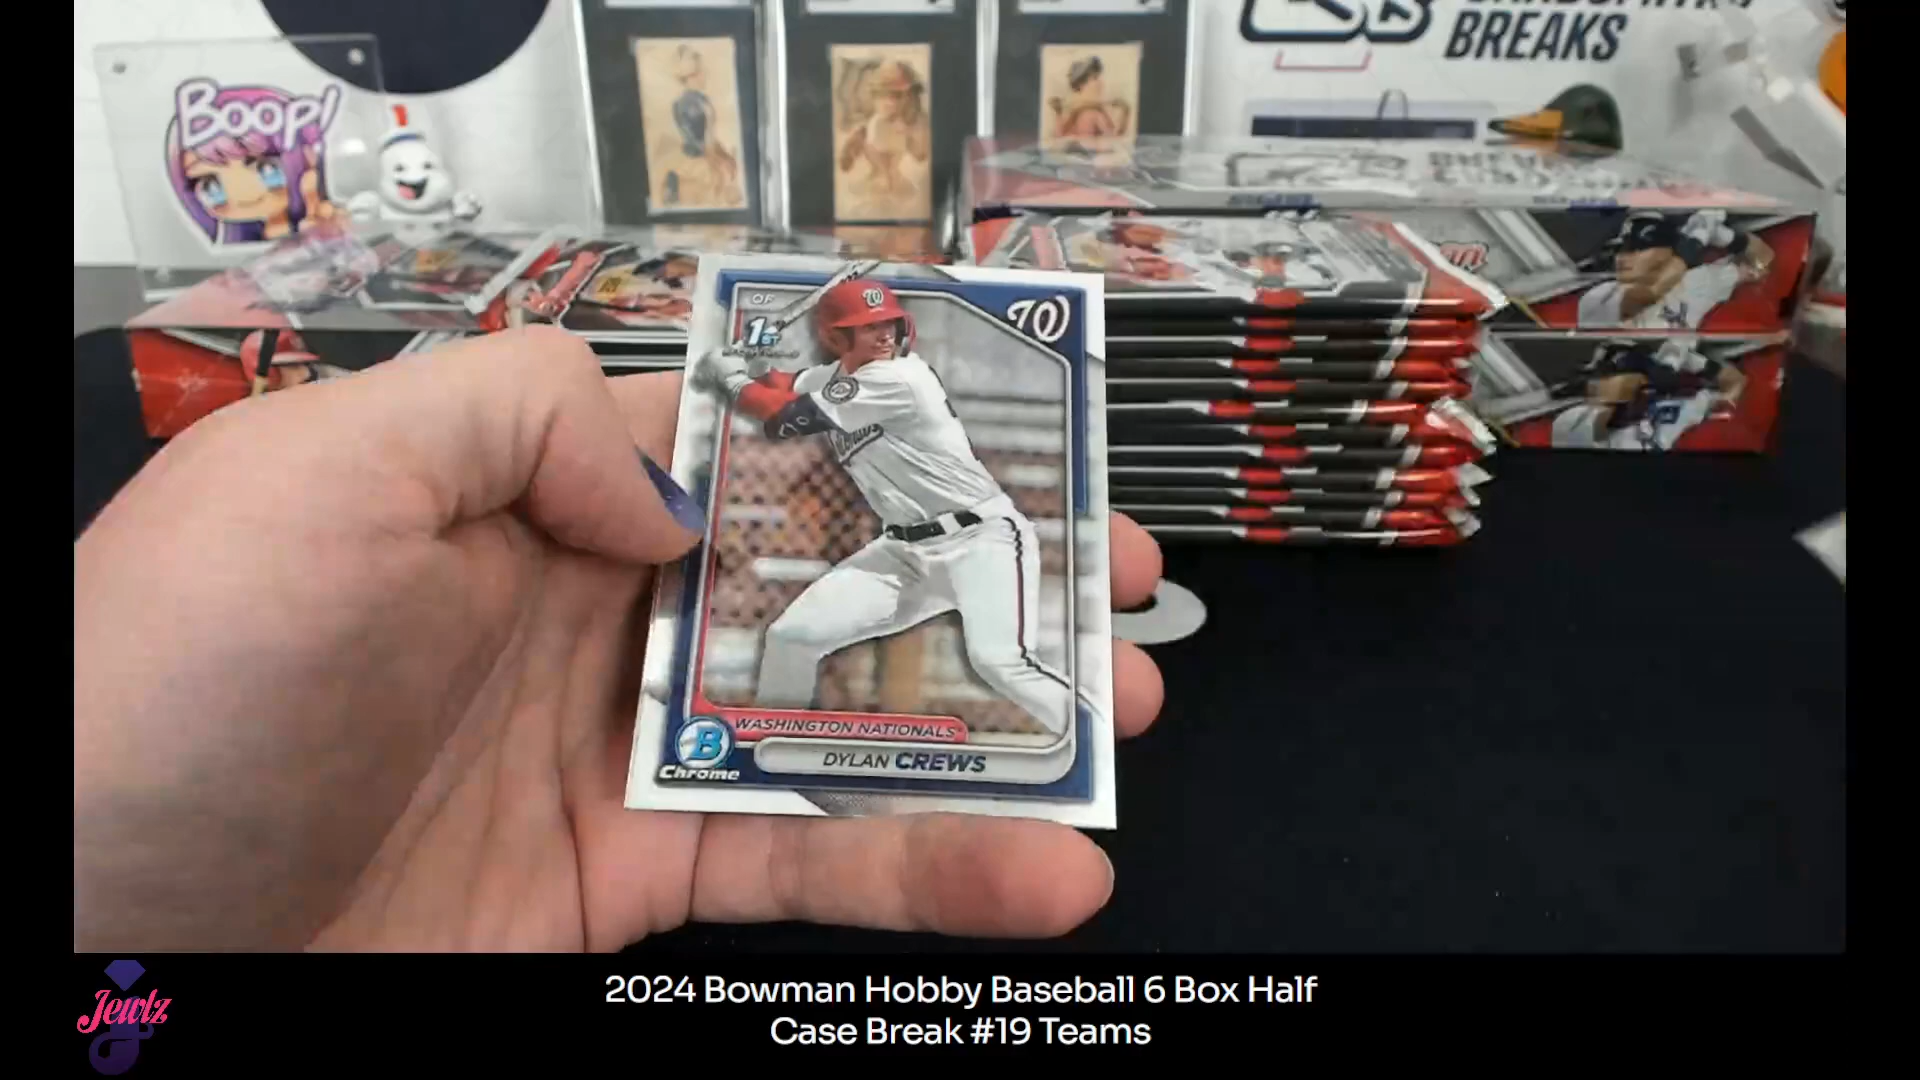 BREAKS
Boop!
OF
1ST
W
WASHINGTON NATIONALS
B
DYLAN CREWS
Chrome
Jewlz
2024 Bowman Hobby Baseball 6 Box Half
Case Break #19 Teams